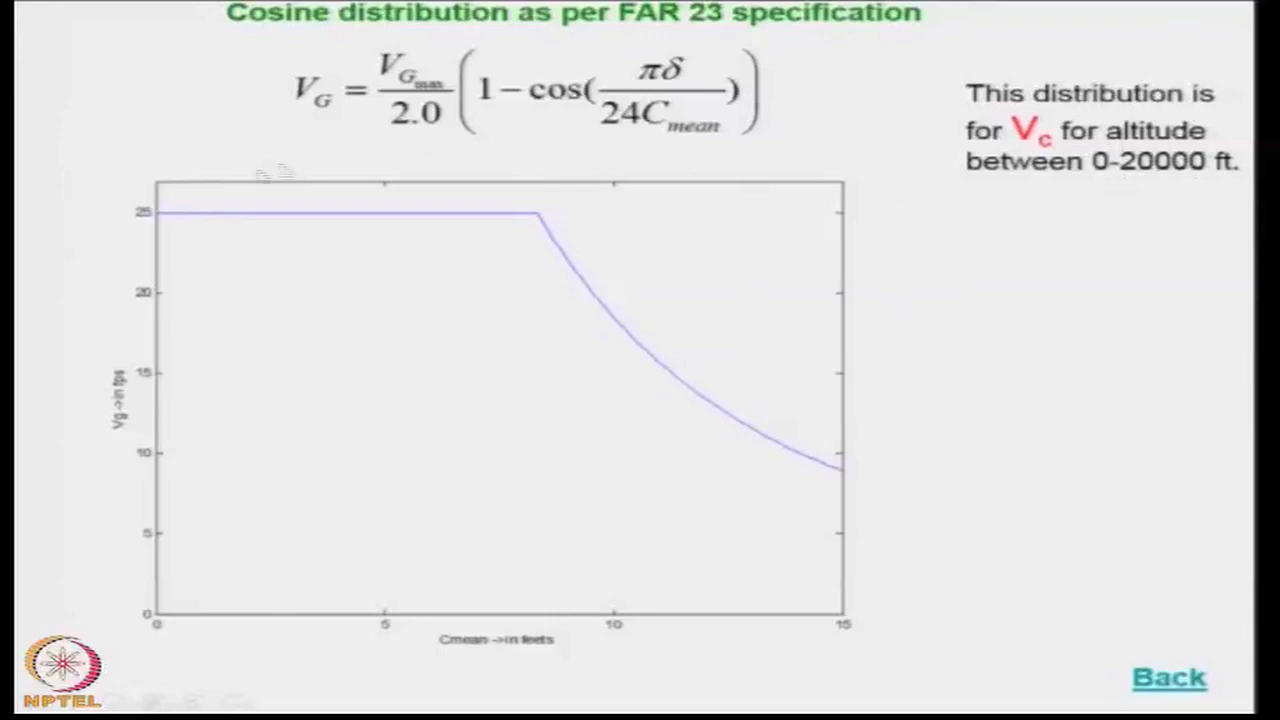 Cosine distribution as per FAR 23 specification
V_G = V_Gmax / 2.0 (1 − cos(πδ / 24C_mean))
This distribution is
for Vc for altitude
between 0-20000 ft.
25
20
15
10
5
0
Vg ->in fps
0 5 10 15
Cmean ->in feets
Back
NPTEL